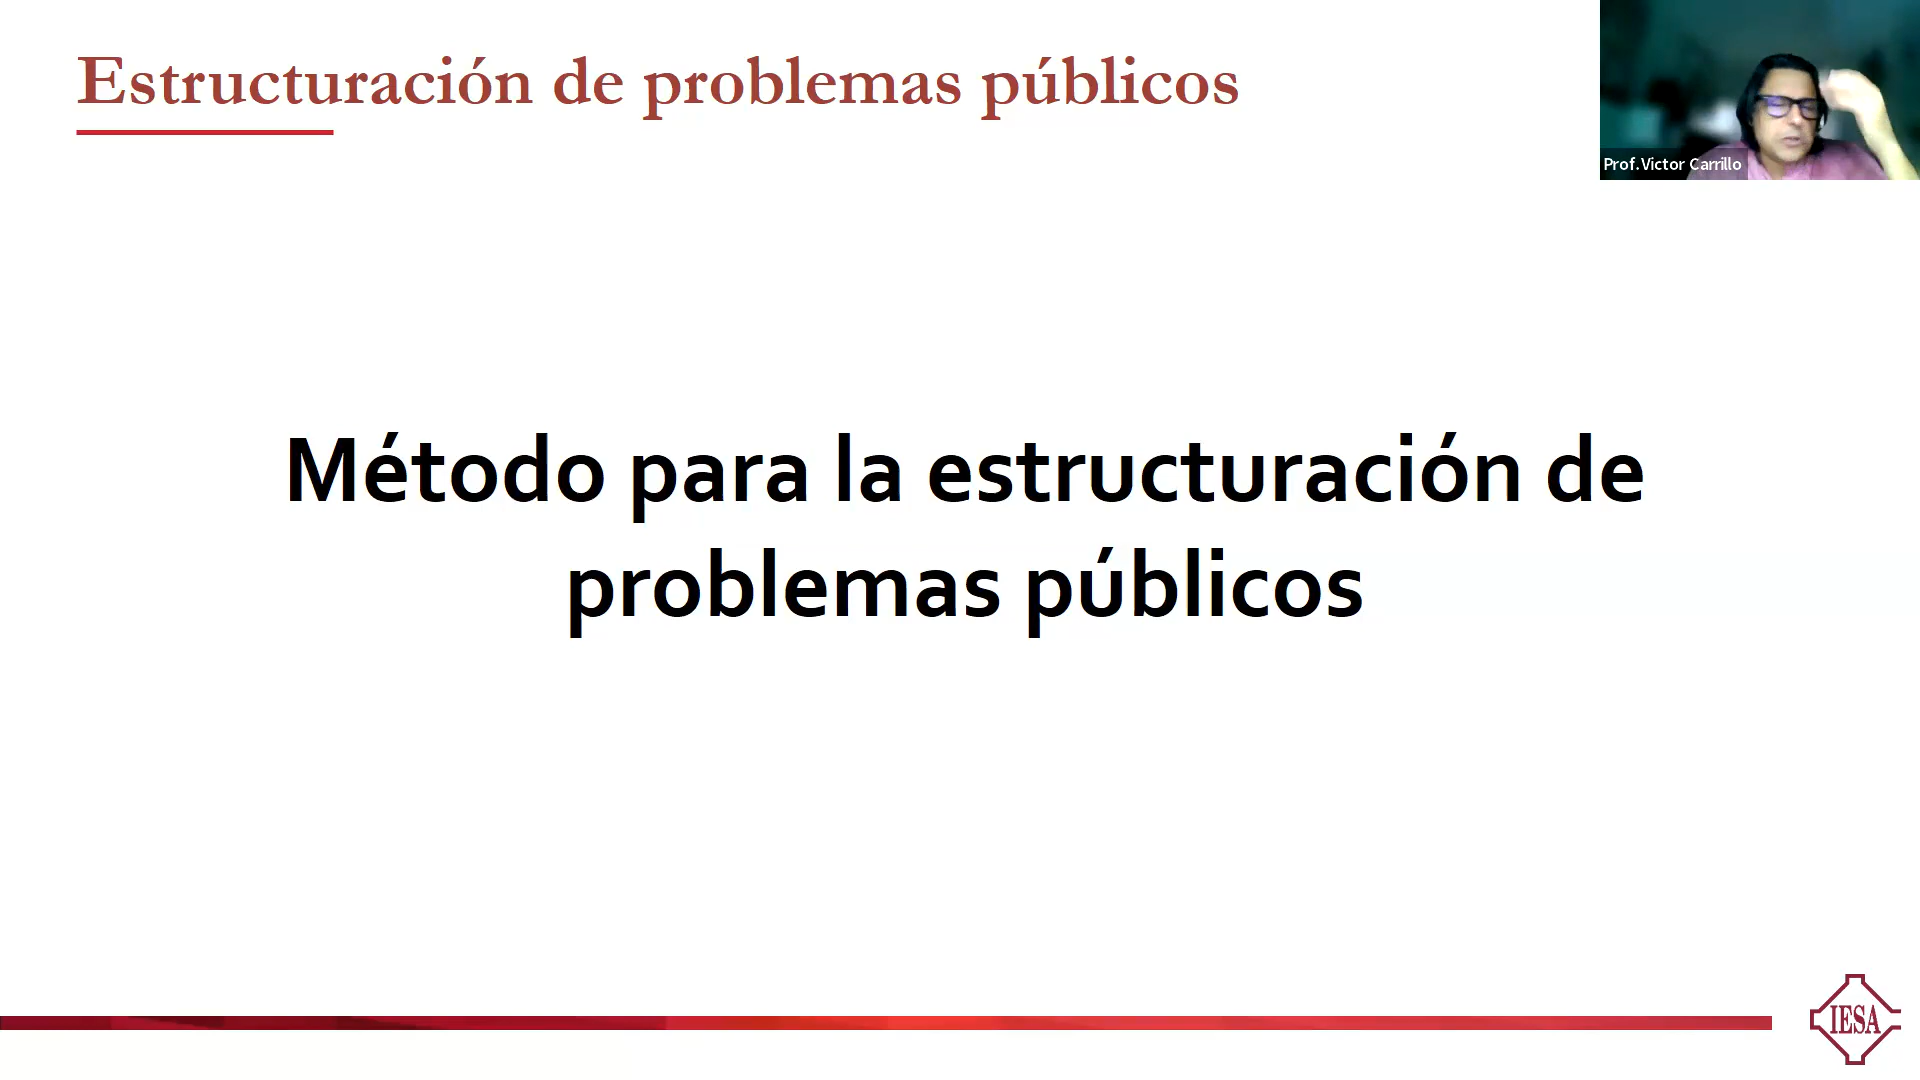 Estructuración de problemas públicos
Prof. Victor Carrillo
Método para la estructuración de
problemas públicos
IESA